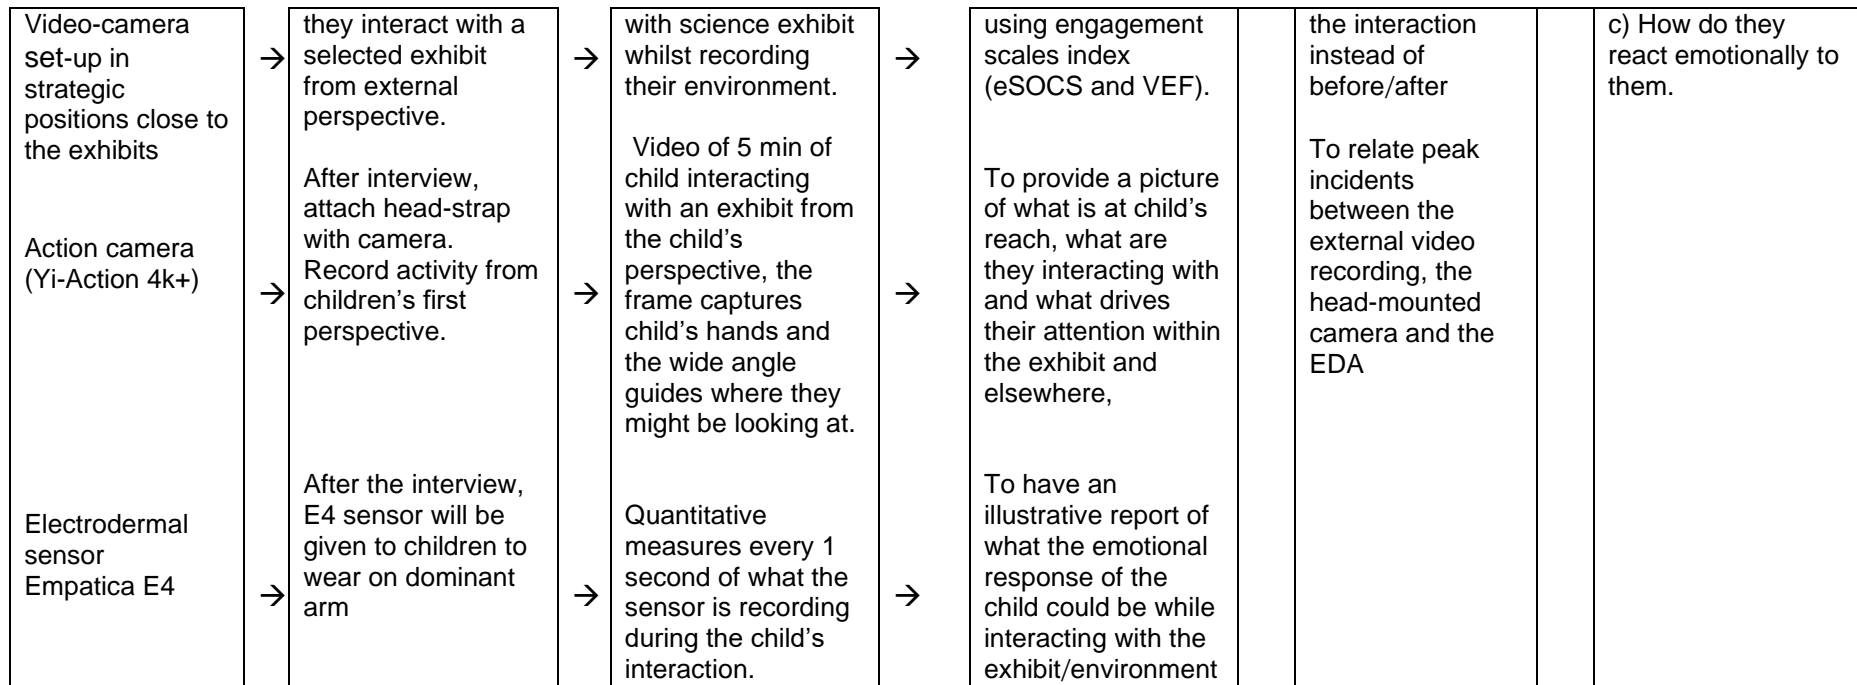 Video-camera
set-up in
strategic
positions close to
the exhibits
Action camera
(Yi-Action 4k+)
Electrodermal
sensor
Empatica E4
→
→
→
they interact with a
selected exhibit
from external
perspective.
After interview,
attach head-strap
with camera.
Record activity from
children’s first
perspective.
After the interview,
E4 sensor will be
given to children to
wear on dominant
arm
→
→
→
with science exhibit
whilst recording
their environment.
Video of 5 min of
child interacting
with an exhibit from
the child’s
perspective, the
frame captures
child’s hands and
the wide angle
guides where they
might be looking at.
Quantitative
measures every 1
second of what the
sensor is recording
during the child’s
interaction.
→
→
→
using engagement
scales index
(eSOCS and VEF).
To provide a picture
of what is at child’s
reach, what are
they interacting with
and what drives
their attention within
the exhibit and
elsewhere,
To have an
illustrative report of
what the emotional
response of the
child could be while
interacting with the
exhibit/environment
the interaction
instead of
before/after
To relate peak
incidents
between the
external video
recording, the
head-mounted
camera and the
EDA
c) How do they
react emotionally to
them.